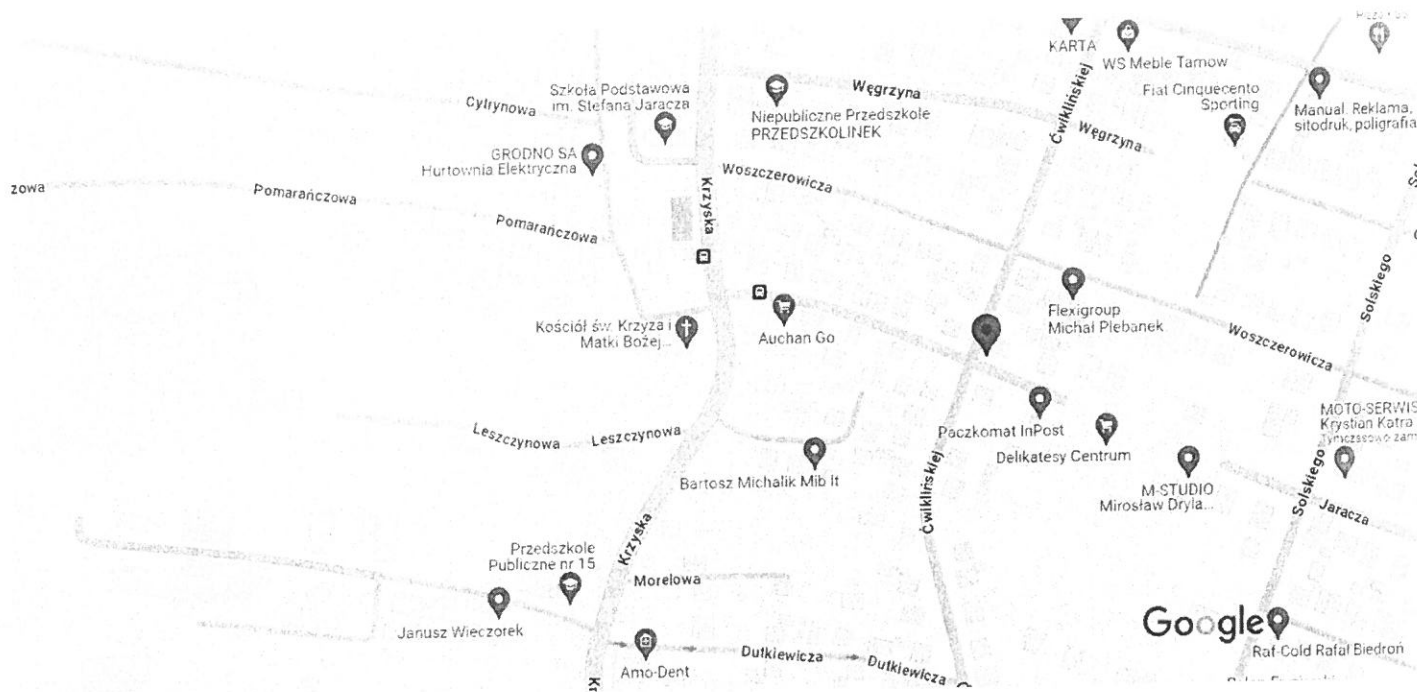 KARTA
WS Meble Tarnow
Fiat Cinquecento
Sporting
Manual. Reklama,
sitodruk, poligrafia
Szkoła Podstawowa
im. Stefana Jaracza
Cytrynowa
Niepubliczne Przedszkole
PRZEDSZKOLINEK
Węgrzyna
Ćwiklińskiej
Węgrzyna
GRODNO SA
Hurtownia Elektryczna
zowa
Pomarańczowa
Pomarańczowa
Krzyska
Woszczerowicza
Solskiego
Kościół św. Krzyża i
Matki Bożej...
Auchan Go
Flexigroup
Michał Plebanek
Woszczerowicza
Leszczynowa
Leszczynowa
Paczkomat InPost
Delikatesy Centrum
MOTO-SERWIS
Krystian Katra
Tymczasowo zam
Bartosz Michalik Mib It
M-STUDIO
Mirosław Dryla...
Solskiego
Jaracza
Krzyska
Ćwiklińskiej
Przedszkole
Publiczne nr 15
Morelowa
Janusz Wieczorek
Amo-Dent
Dutkiewicza
Dutkiewicza
Google
Raf-Cold Rafał Biedroń
Kr